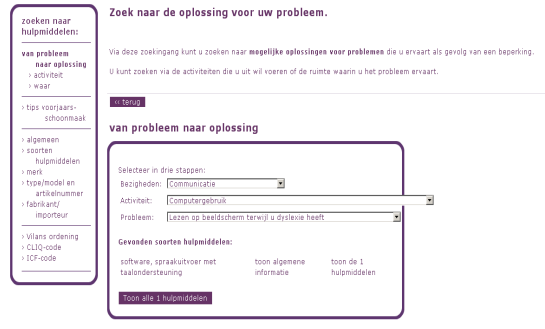 zoeken naar
hulpmiddelen:
van probleem
naar oplossing
> activiteit
> waar
> tips voorjaars-
schoonmaak
> algemeen
> soorten
hulpmiddelen
> merk
> type/model en
artikelnummer
> fabrikant/
importeur
> Vilans ordening
> CLIQ-code
> ICF-code
Zoek naar de oplossing voor uw probleem.
Via deze zoekingang kunt u zoeken naar mogelijke oplossingen voor problemen die u ervaart als gevolg van een beperking.
U kunt zoeken via de activiteiten die u uit wil voeren of de ruimte waarin u het probleem ervaart.
‹‹ terug
van probleem naar oplossing
Selecteer in drie stappen:
Bezigheden: Communicatie
Activiteit: Computergebruik
Probleem: Lezen op beeldscherm terwijl u dyslexie heeft
Gevonden soorten hulpmiddelen:
software, spraakuitvoer met toon algemene toon de 1
taalondersteuning informatie hulpmiddelen
Toon alle 1 hulpmiddelen